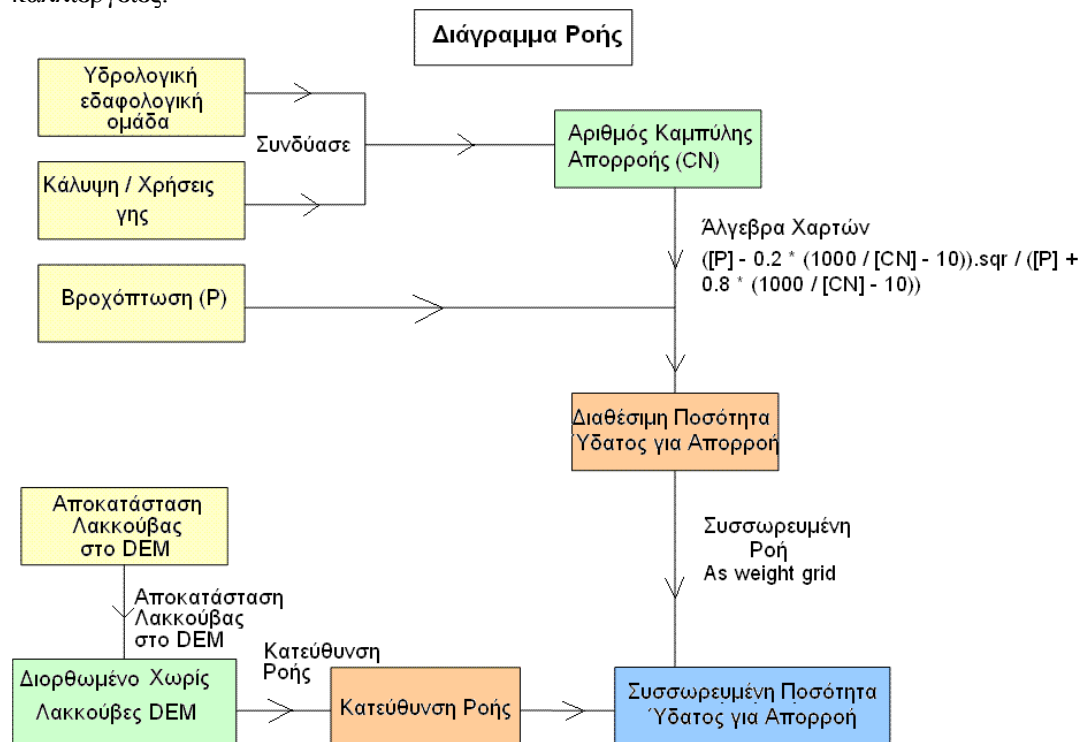 καλλιέργειες.
Διάγραμμα Ροής
Υδρολογική
εδαφολογική
ομάδα
Συνδύασε
Κάλυψη / Χρήσεις
γης
Αριθμός Καμπύλης
Απορροής (CN)
Άλγεβρα Χαρτών
([P] - 0.2 * (1000 / [CN] - 10)).sqr / ([P] +
0.8 * (1000 / [CN] - 10))
Βροχόπτωση (P)
Διαθέσιμη Ποσότητα
Ύδατος για Απορροή
Αποκατάσταση
Λακκούβας
στο DEM
Συσσωρευμένη
Ροή
As weight grid
Αποκατάσταση
Λακκούβας
στο DEM
Διορθωμένο Χωρίς
Λακκούβες DEM
Κατεύθυνση
Ροής
Κατεύθυνση Ροής
Συσσωρευμένη Ποσότητα
Ύδατος για Απορροή